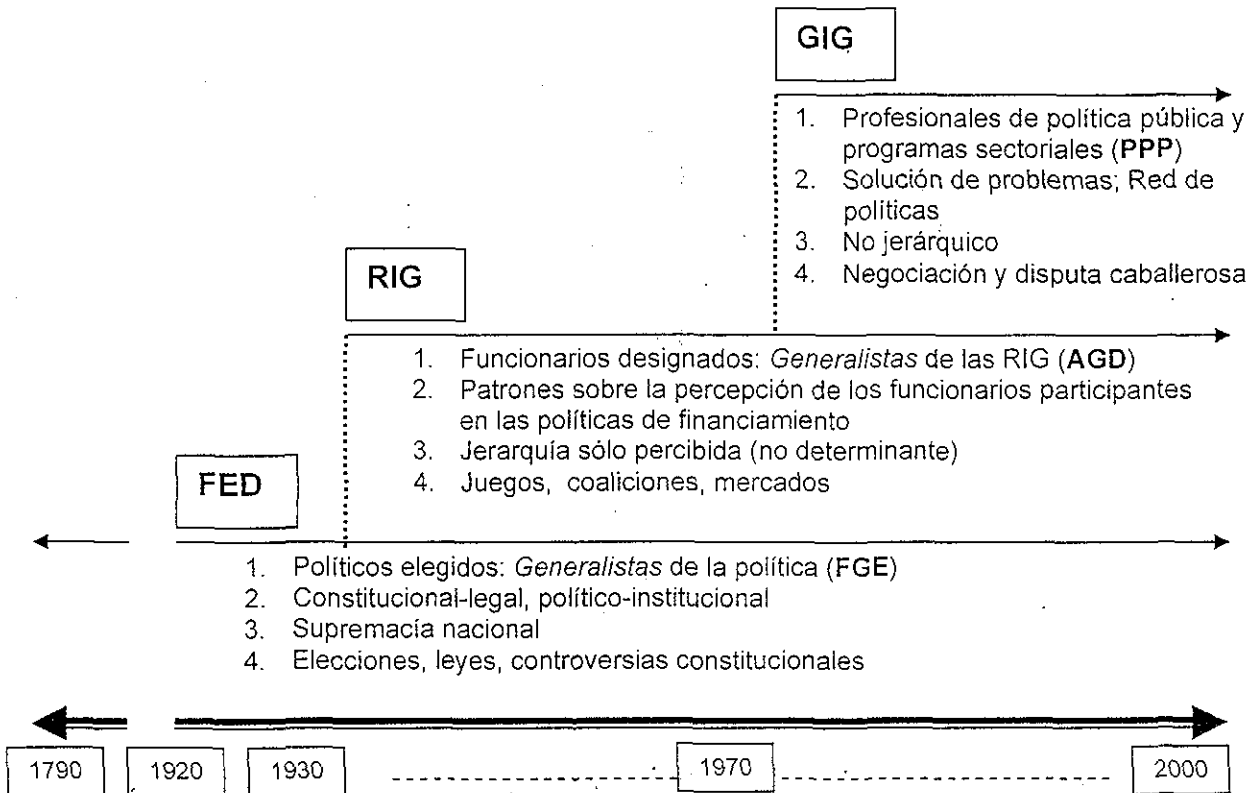 GIG
1. Profesionales de política pública y
programas sectoriales (PPP)
2. Solución de problemas; Red de
políticas
3. No jerárquico
4. Negociación y disputa caballerosa
RIG
1. Funcionarios designados: Generalistas de las RIG (AGD)
2. Patrones sobre la percepción de los funcionarios participantes
en las políticas de financiamiento
3. Jerarquía sólo percibida (no determinante)
4. Juegos, coaliciones, mercados
FED
1. Políticos elegidos: Generalistas de la política (FGE)
2. Constitucional-legal, político-institucional
3. Supremacía nacional
4. Elecciones, leyes, controversias constitucionales
1790 1920 1930 1970 2000